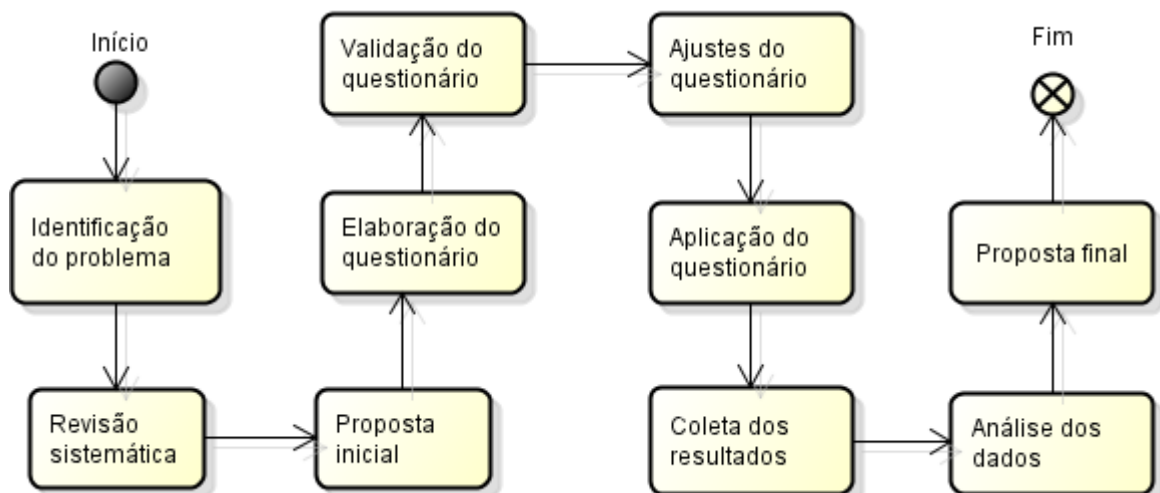 Início
Identificação
do problema
Revisão
sistemática
Proposta
inicial
Elaboração do
questionário
Validação do
questionário
Ajustes do
questionário
Aplicação do
questionário
Coleta dos
resultados
Análise dos
dados
Proposta final
Fim